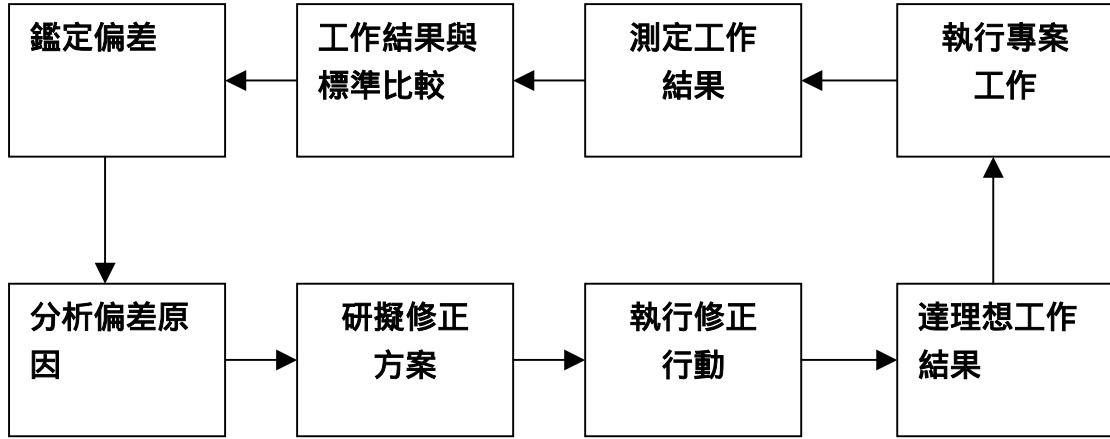 鑑定偏差
工作結果與
標準比較
測定工作
結果
執行專案
工作
分析偏差原
因
研擬修正
方案
執行修正
行動
達理想工作
結果